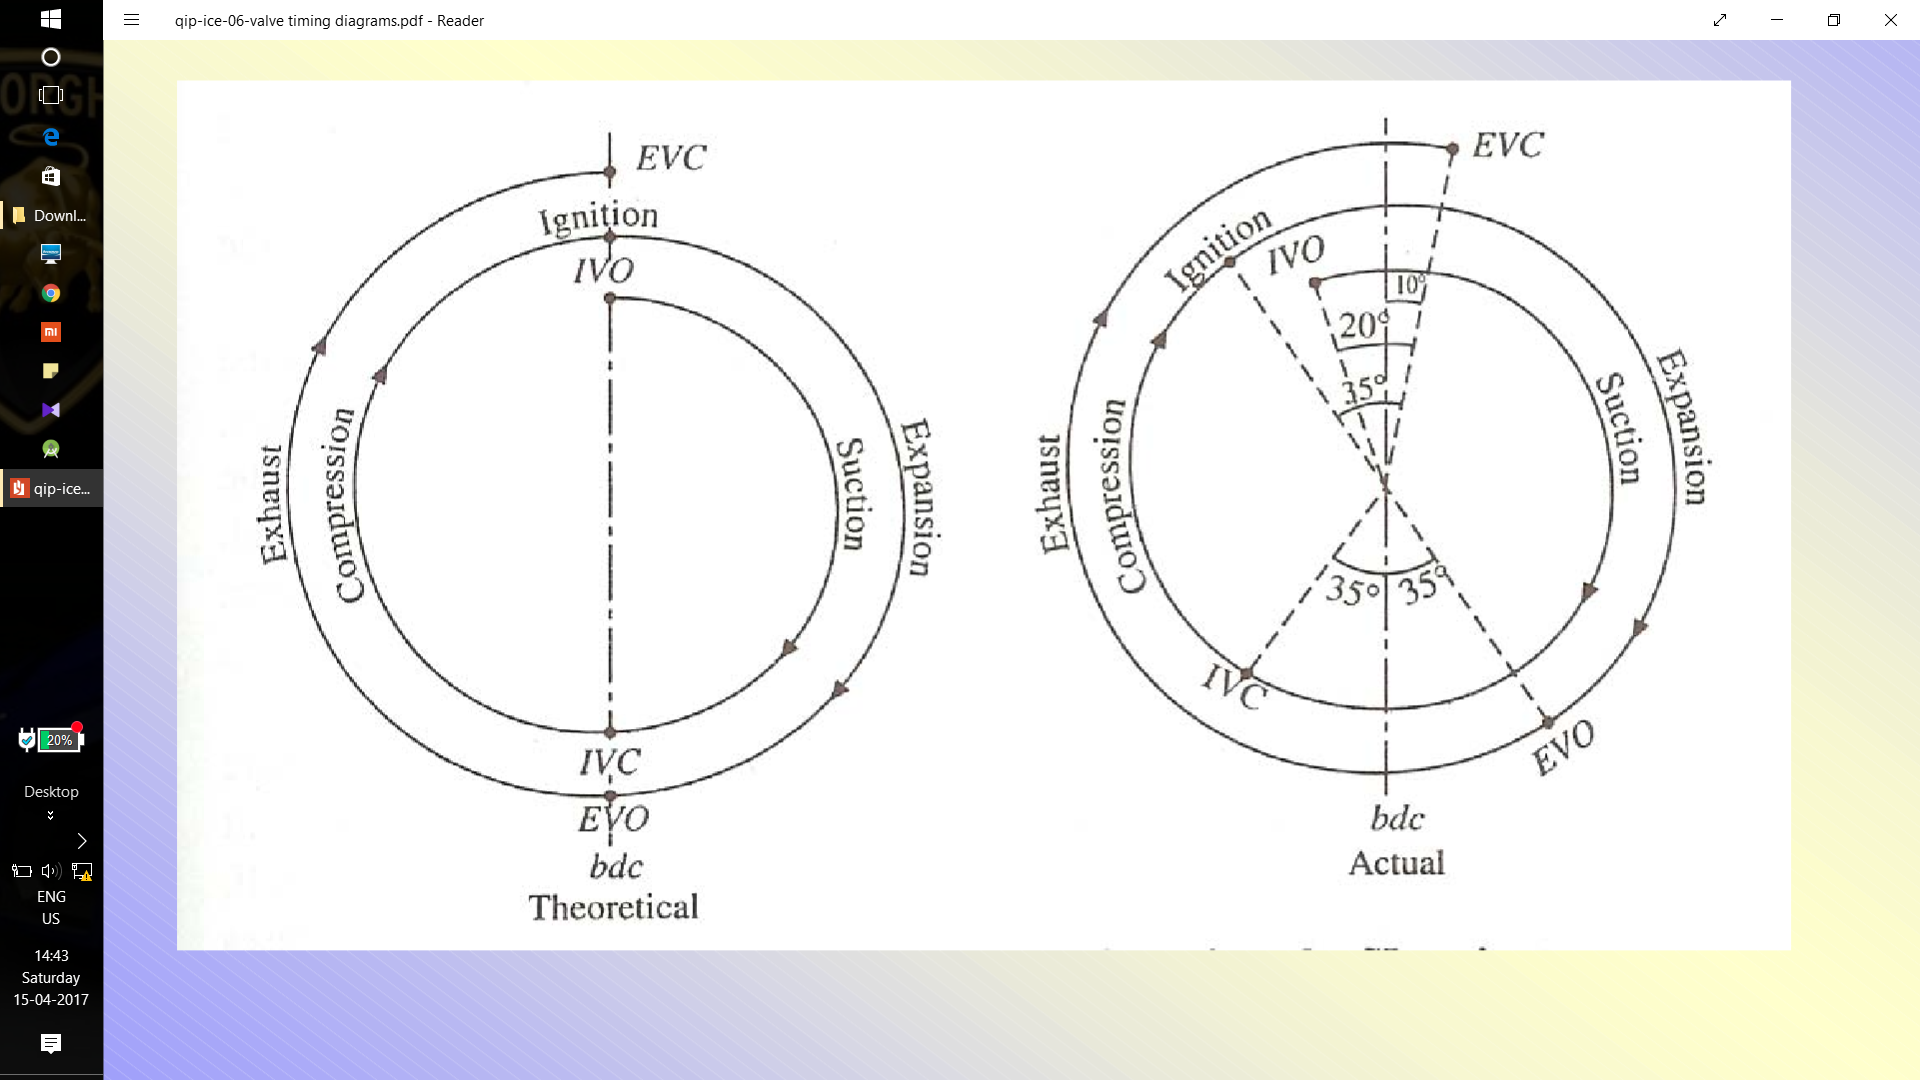 qip-ice-06-valve timing diagrams.pdf - Reader
ORGH
Downl...
qip-ice...
20%
Desktop
ENG
US
14:43
Saturday
15-04-2017
EVC
Ignition
IVO
Exhaust
Compression
Suction
Expansion
IVC
EVO
bdc
Theoretical
EVC
Ignition
IVO
10°
20°
35°
Exhaust
Compression
Suction
Expansion
35° 35°
IVC
EVO
bdc
Actual